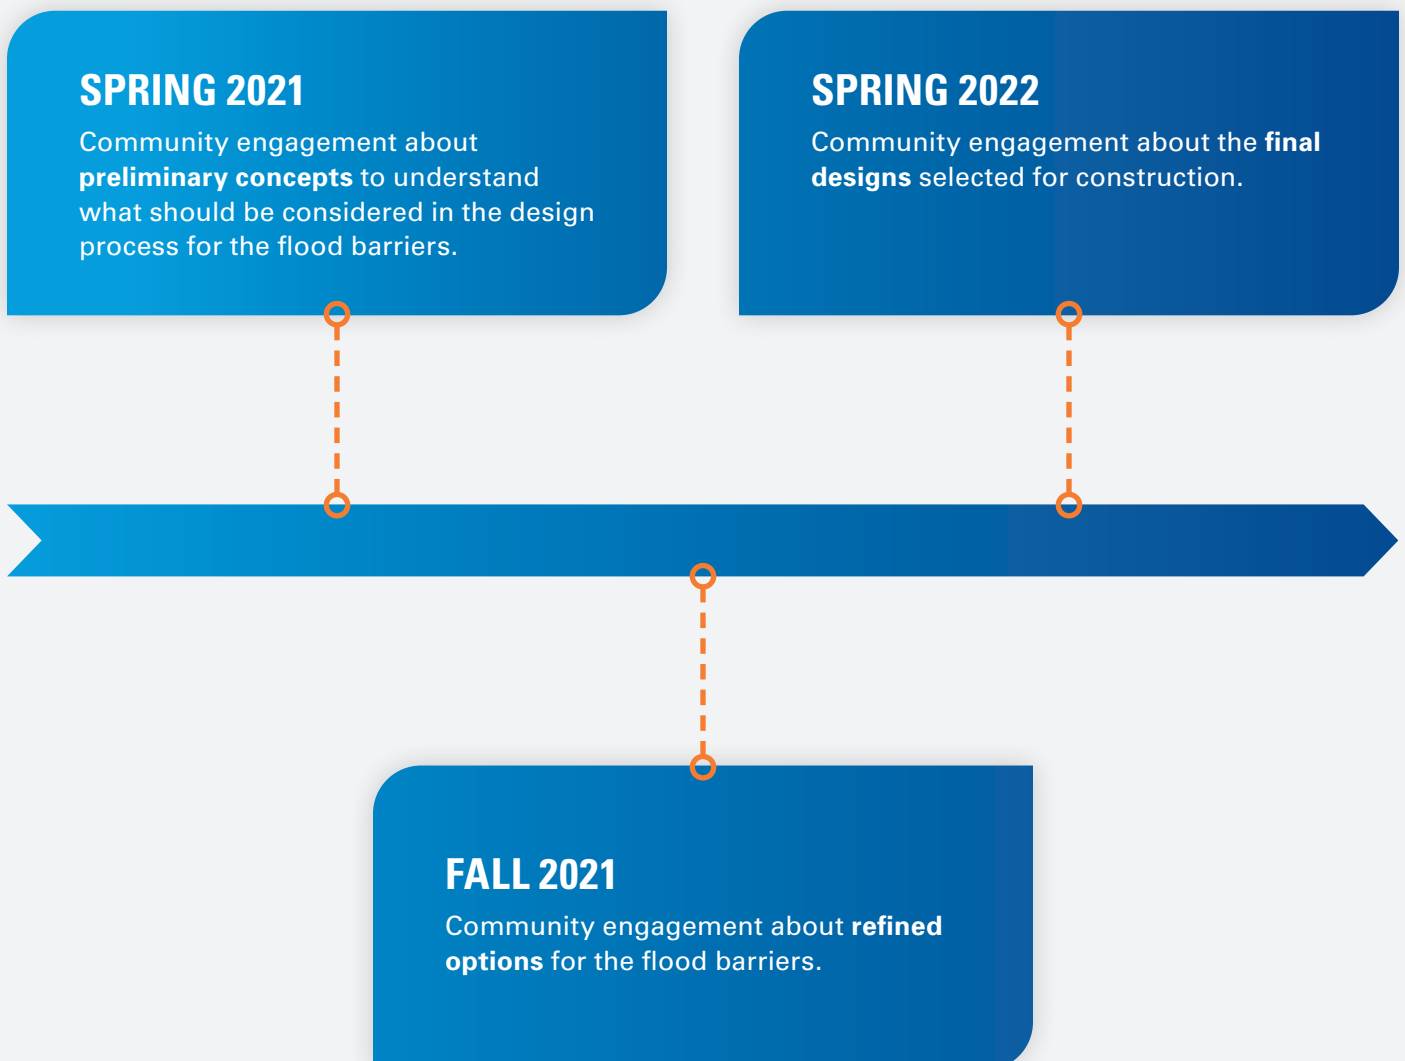 SPRING 2021
Community engagement about
preliminary concepts to understand
what should be considered in the design
process for the flood barriers.
SPRING 2022
Community engagement about the final
designs selected for construction.
FALL 2021
Community engagement about refined
options for the flood barriers.